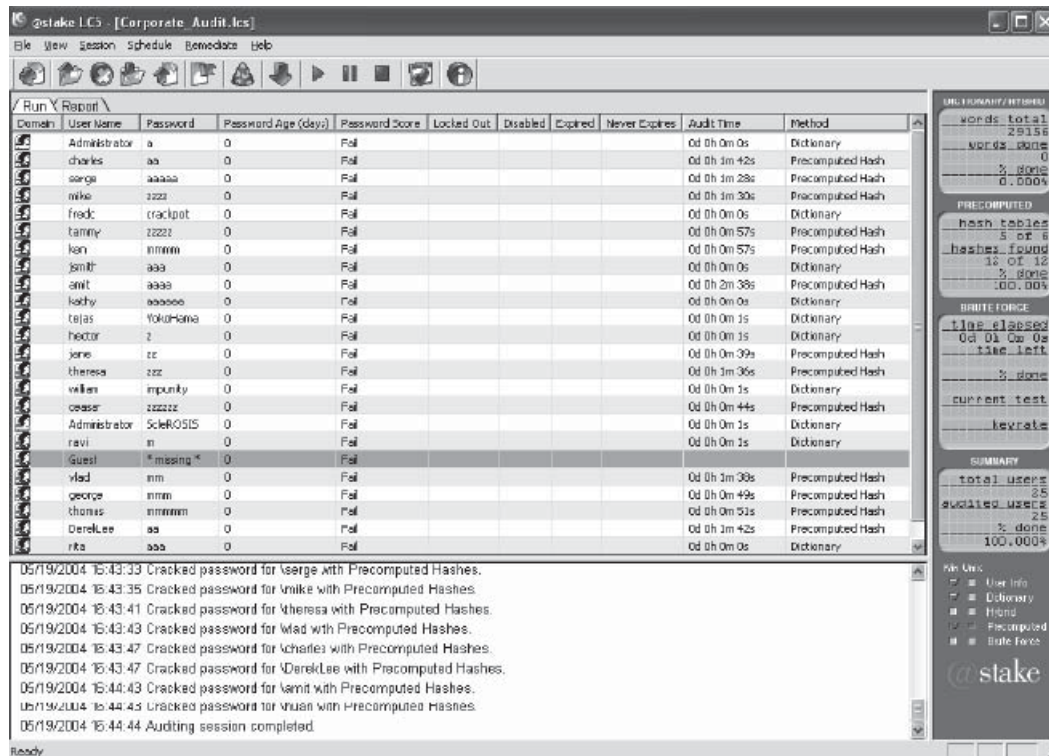 @stake LC5 - [Corporate_Audit.lcs]
File View Session Schedule Remediate Help
Run Report
Domain User Name Password Password Age (days) Password Score Locked Out Disabled Expired Never Expires Audit Time Method
Administrator a 0 Fail 0d 0h 0m 0s Dictionary
charles aa 0 Fail 0d 0h 1m 42s Precomputed Hash
serge aaaaa 0 Fail 0d 0h 1m 28s Precomputed Hash
mike zzzz 0 Fail 0d 0h 1m 30s Precomputed Hash
fredc crackpot 0 Fail 0d 0h 0m 0s Dictionary
tammy zzzzz 0 Fail 0d 0h 0m 57s Precomputed Hash
ken mmmmm 0 Fail 0d 0h 0m 57s Precomputed Hash
jsmith aaa 0 Fail 0d 0h 0m 0s Dictionary
amit aaaa 0 Fail 0d 0h 2m 38s Precomputed Hash
kathy aaaaaa 0 Fail 0d 0h 0m 0s Dictionary
tejas YokoHama 0 Fail 0d 0h 0m 1s Dictionary
hector z 0 Fail 0d 0h 0m 1s Dictionary
jane zz 0 Fail 0d 0h 0m 39s Precomputed Hash
theresa zzz 0 Fail 0d 0h 1m 36s Precomputed Hash
william impunity 0 Fail 0d 0h 0m 1s Dictionary
ceasar zzzzzz 0 Fail 0d 0h 0m 44s Precomputed Hash
Administrator ScleROSIS 0 Fail 0d 0h 0m 1s Dictionary
ravi m 0 Fail 0d 0h 0m 1s Dictionary
Guest * missing * 0 Fail
vlad mm 0 Fail 0d 0h 1m 38s Precomputed Hash
george mmm 0 Fail 0d 0h 0m 49s Precomputed Hash
thomas mmmmmm 0 Fail 0d 0h 0m 51s Precomputed Hash
DerekLee aa 0 Fail 0d 0h 1m 42s Precomputed Hash
rita aaa 0 Fail 0d 0h 0m 0s Dictionary
05/19/2004 16:43:33 Cracked password for \serge with Precomputed Hashes.
05/19/2004 16:43:35 Cracked password for \mike with Precomputed Hashes.
05/19/2004 16:43:41 Cracked password for \theresa with Precomputed Hashes.
05/19/2004 16:43:43 Cracked password for \vlad with Precomputed Hashes.
05/19/2004 16:43:47 Cracked password for \charles with Precomputed Hashes.
05/19/2004 16:43:47 Cracked password for \DerekLee with Precomputed Hashes.
05/19/2004 16:44:43 Cracked password for \amit with Precomputed Hashes.
05/19/2004 16:44:43 Cracked password for \huan with Precomputed Hashes.
05/19/2004 16:44:44 Auditing session completed.
Ready
DICTIONARY/HYBRID
words total
29156
words done
0
% done
0.000%
PRECOMPUTED
hash tables
5 of 6
hashes found
12 of 12
% done
100.00%
BRUTE FORCE
time elapsed
0d 0h 0m 0s
time left
% done
current test
keyrate
SUMMARY
total users
25
audited users
25
% done
100.000%
Win Unix
User Info
Dictionary
Hybrid
Precomputed
Brute Force
@stake